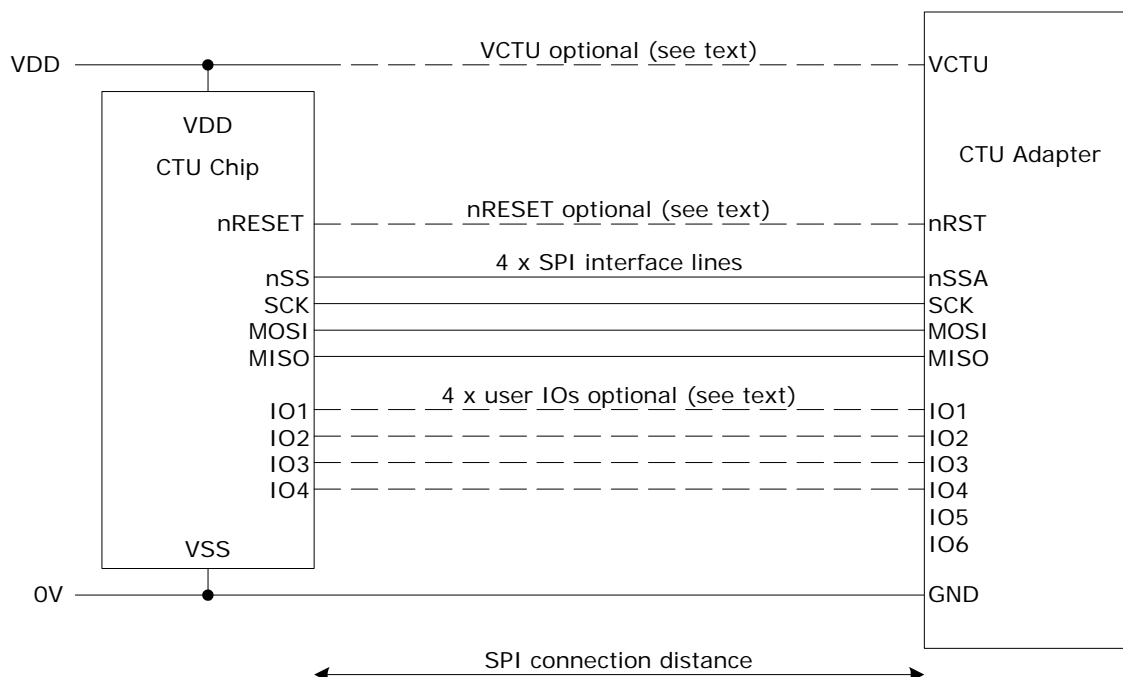 VCTU optional (see text)
VDD
VCTU
VDD
CTU Chip
CTU Adapter
nRESET
nRESET optional (see text)
nRST
4 x SPI interface lines
nSS
nSSA
SCK
SCK
MOSI
MOSI
MISO
MISO
4 x user IOs optional (see text)
IO1
IO1
IO2
IO2
IO3
IO3
IO4
IO4
IO5
IO6
VSS
0V
GND
SPI connection distance